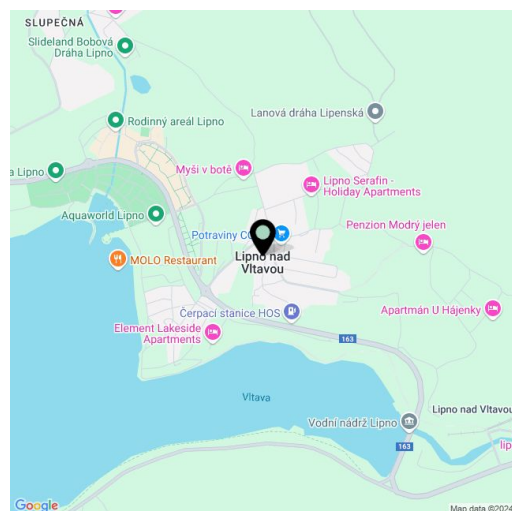 SLUPEČNÁ
Slideland Bobová
Dráha Lipno
Rodinný areál Lipno
Lanová dráha Lipenská
a Lipno
Myši v botě
Lipno Serafin -
Holiday Apartments
Aquaworld Lipno
Penzion Modrý jelen
Potraviny
Lipno nad
Vltavou
MOLO Restaurant
Čerpací stanice HOS
Apartmán U Hájenky
Element Lakeside
Apartments
163
Vltava
Lipno nad Vltavou
Vodní nádrž Lipno
163
lip
Google
Map data ©2024